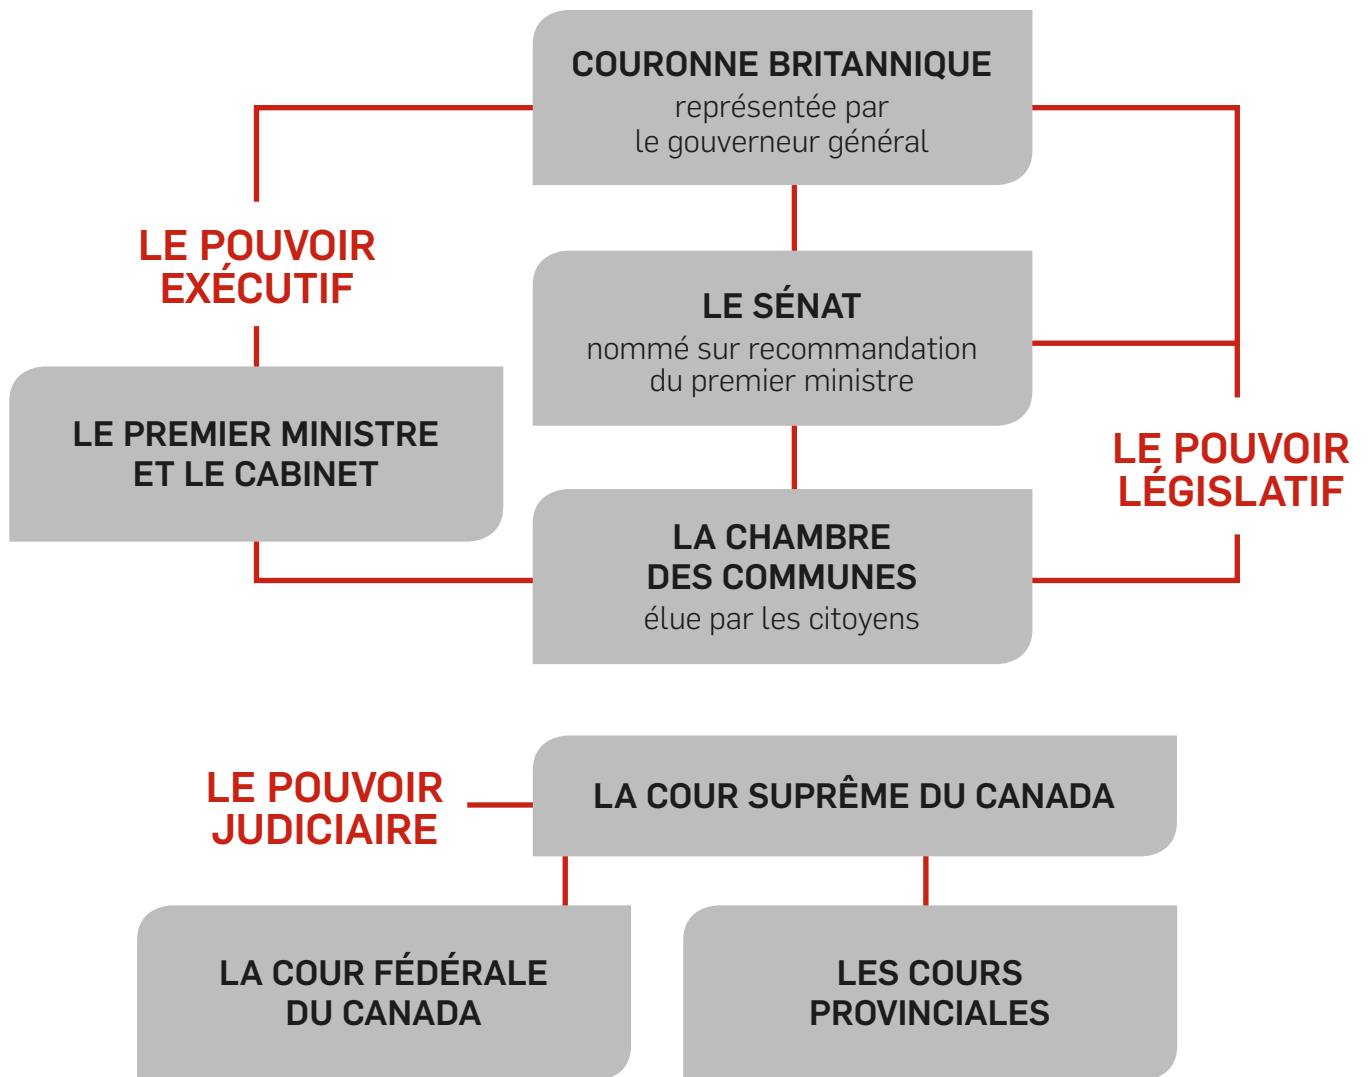 COURONNE BRITANNIQUE
représentée par
le gouverneur général
LE POUVOIR
EXÉCUTIF
LE SÉNAT
nommé sur recommandation
du premier ministre
LE PREMIER MINISTRE
ET LE CABINET
LE POUVOIR
LÉGISLATIF
LA CHAMBRE
DES COMMUNES
élue par les citoyens
LE POUVOIR
JUDICIAIRE
LA COUR SUPRÊME DU CANADA
LA COUR FÉDÉRALE
DU CANADA
LES COURS
PROVINCIALES